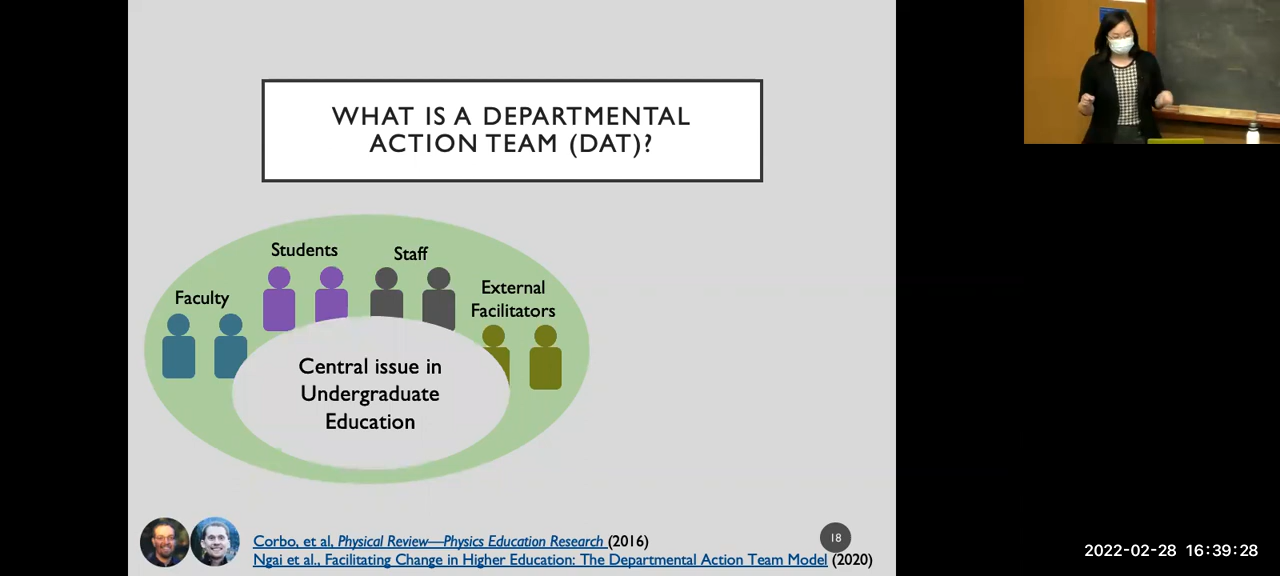 WHAT IS A DEPARTMENTAL
ACTION TEAM (DAT)?
Students
Staff
Faculty
External
Facilitators
Central issue in
Undergraduate
Education
Corbo, et al, Physical Review—Physics Education Research (2016)
Ngai et al., Facilitating Change in Higher Education: The Departmental Action Team Model (2020)
18
2022-02-28 16:39:28